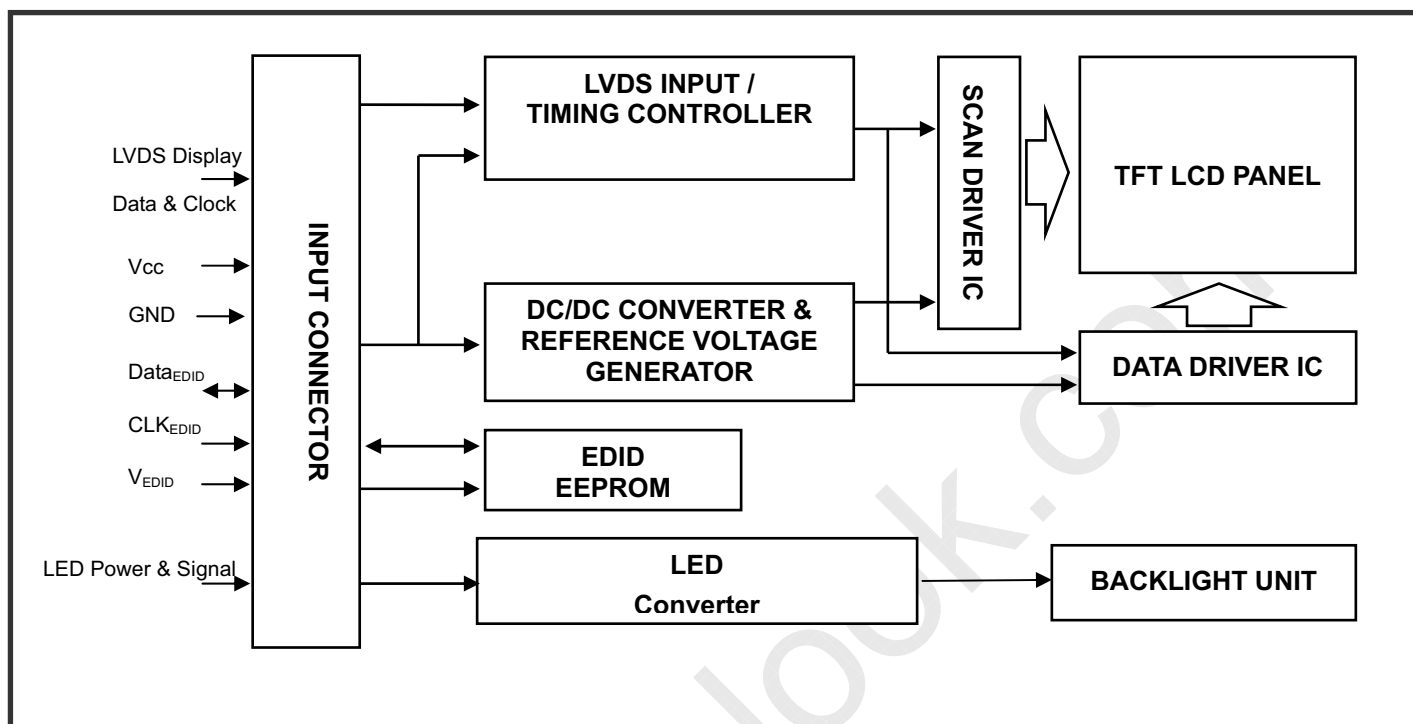 LVDS Display
Data & Clock
Vcc
GND
DataEDID
CLKEDID
VEDID
LED Power & Signal
INPUT CONNECTOR
LVDS INPUT /
TIMING CONTROLLER
DC/DC CONVERTER &
REFERENCE VOLTAGE
GENERATOR
EDID
EEPROM
LED
Converter
SCAN DRIVER IC
TFT LCD PANEL
DATA DRIVER IC
BACKLIGHT UNIT
look.com